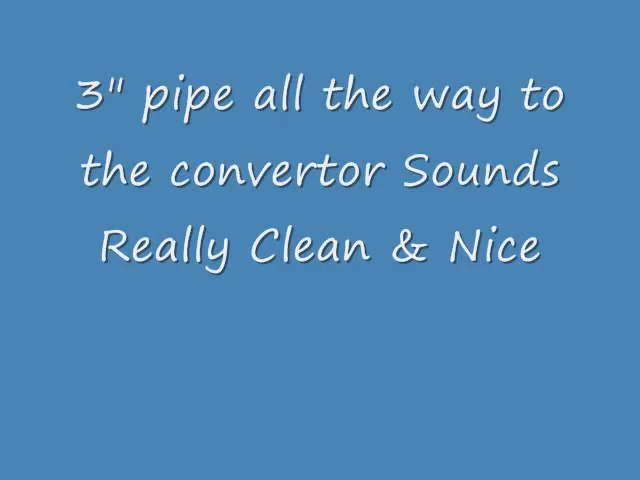 3" pipe all the way to
the convertor Sounds
Really Clean & Nice